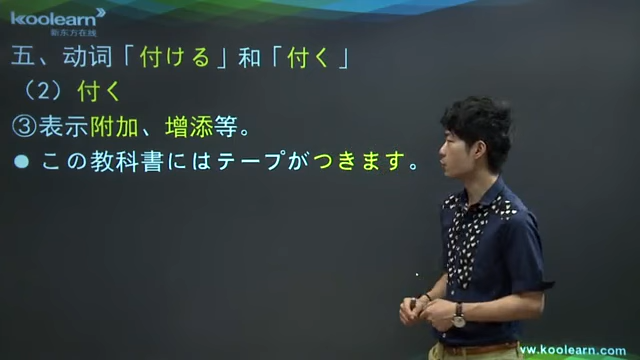 koolearn
新东方在线
五、动词「付ける」和「付く」
（2）付く
③表示附加、增添等。
● この教科書にはテープがつきます。
ww.koolearn.com